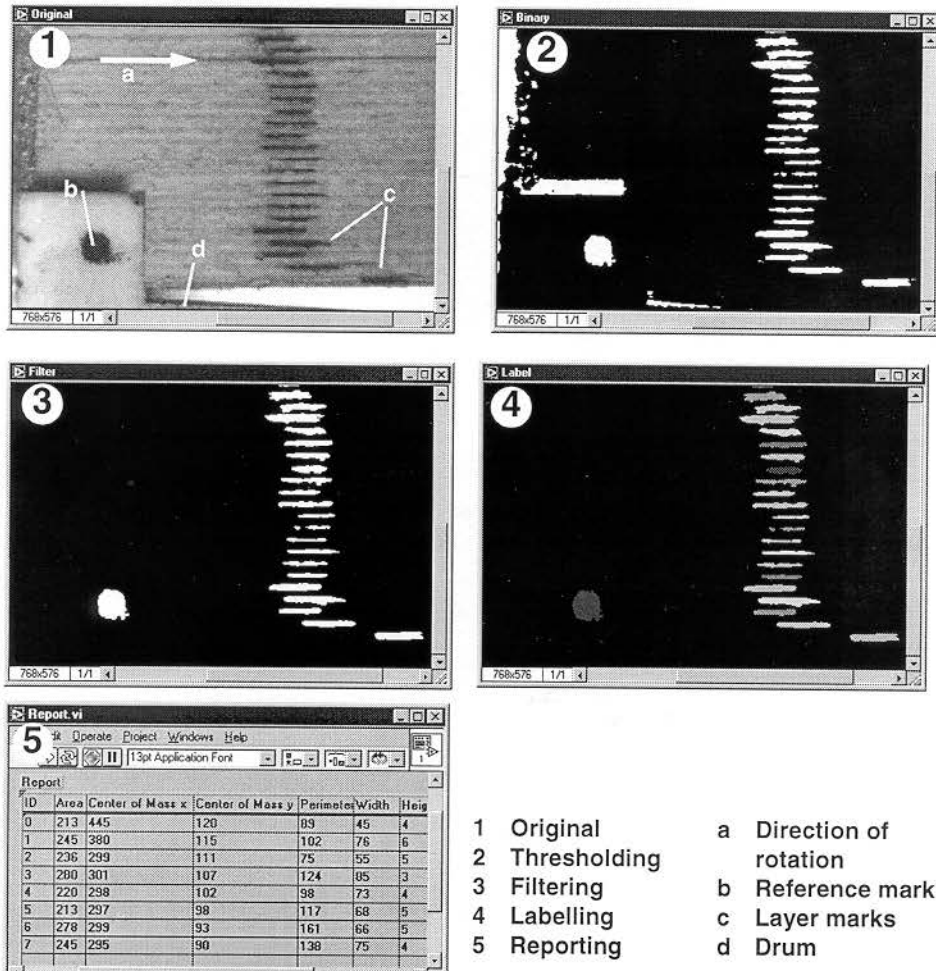 Original
1
a
b
c
d
768x576 1/1
Binary
2
768x576 1/1
Filter
3
768x576 1/1
Label
4
768x576 1/1
Report.vi
5
Operate Project Windows Help
13pt Application Font
1
Report
ID Area Center of Mass x Center of Mass y Perimeter Width Heig
0 213 445 120 89 45 4
1 245 380 115 102 76 6
2 236 299 111 75 55 5
3 280 301 107 124 85 3
4 220 298 102 98 73 4
5 213 297 98 117 68 5
6 278 299 93 161 66 5
7 245 295 90 138 75 4
1 Original
2 Thresholding
3 Filtering
4 Labelling
5 Reporting
a Direction of
rotation
b Reference mark
c Layer marks
d Drum